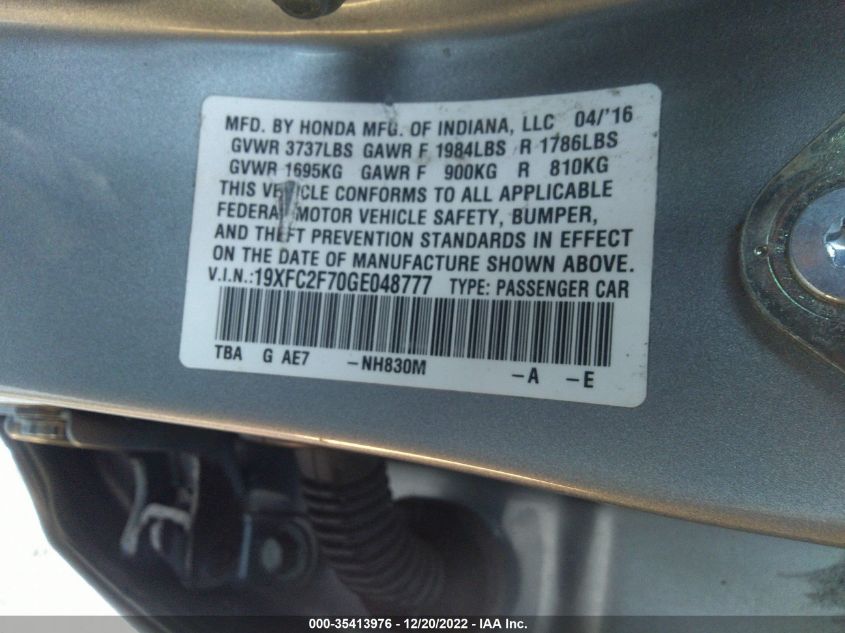 MFD. BY HONDA MFG. OF INDIANA, LLC 04/'16
GVWR 3737LBS GAWR F 1984LBS R 1786LBS
GVWR 1695KG GAWR F 900KG R 810KG
THIS VEHICLE CONFORMS TO ALL APPLICABLE
FEDERAL MOTOR VEHICLE SAFETY, BUMPER,
AND THEFT PREVENTION STANDARDS IN EFFECT
ON THE DATE OF MANUFACTURE SHOWN ABOVE.
V.I.N.:19XFC2F70GE048777 TYPE: PASSENGER CAR
TBA G AE7 -NH830M -A -E
000-35413976 - 12/20/2022 - IAA Inc.